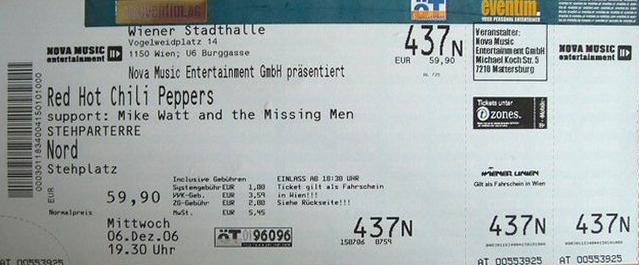 eventim.
YOUR PERSONAL ENTERTAINER
ÖT
Wiener Stadthalle
Vogelweidplatz 14
1150 Wien; U6 Burggasse
437N
EUR 59,90
NOVA MUSIC
entertainment
Nova Music Entertainment GmbH präsentiert
Red Hot Chili Peppers
support: Mike Watt and the Missing Men
STEHPARTERRE
Nord
Stehplatz
EUR 59,90
Normalpreis
Inclusive Gebühren
Systemgebühr EUR 1,00
VVK-Geb. EUR 3,59
ZG-Gebühr EUR 2,00
MwSt. EUR 5,45
EINLASS AB 18:30 UHR
Ticket gilt als Fahrschein
in Wien!!!
Siehe Rückseite!!!
Mittwoch
06.Dez.06
19.30 Uhr
ÖT 01 96096
437N
150706 0754
AT 00553925
Veranstalter:
Nova Music
Entertainment GmbH
Michael Koch Str. 5
7210 Mattersburg
Tickets unter
t zones.
T-Mobile
WIENER LINIEN
Gilt als Fahrschein in Wien
437N
AT 00553925
NOVA MUSIC
entertainment
437N
AT 00553925